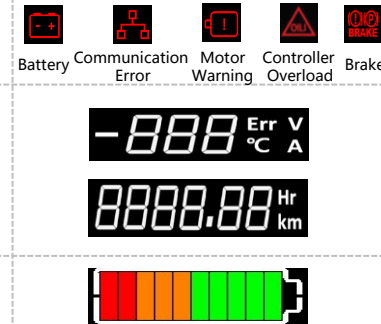 - +
!
OIL
(!) (P)
BRAKE
Battery
Communication Error
Motor Warning
Controller Overload
Brake
-888 Err V
°C A
8888.88 Hr
km